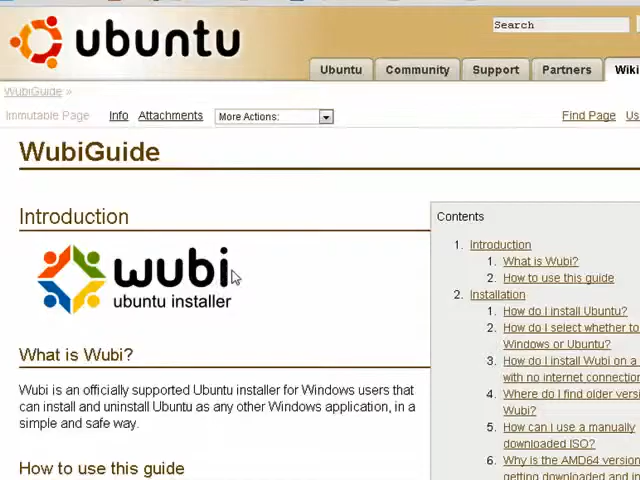 ubuntu
Search
Ubuntu
Community
Support
Partners
Wiki
WubiGuide »
Immutable Page Info Attachments More Actions: Find Page
WubiGuide
Introduction
wubi
ubuntu installer
What is Wubi?
Wubi is an officially supported Ubuntu installer for Windows users that
can install and uninstall Ubuntu as any other Windows application, in a
simple and safe way.
How to use this guide
Contents
1. Introduction
1. What is Wubi?
2. How to use this guide
2. Installation
1. How do I install Ubuntu?
2. How do I select whether to
Windows or Ubuntu?
3. How do I install Wubi on a
with no internet connection
4. Where do I find older versi
Wubi?
5. How can I use a manually
downloaded ISO?
6. Why is the AMD64 version
getting downloaded and in